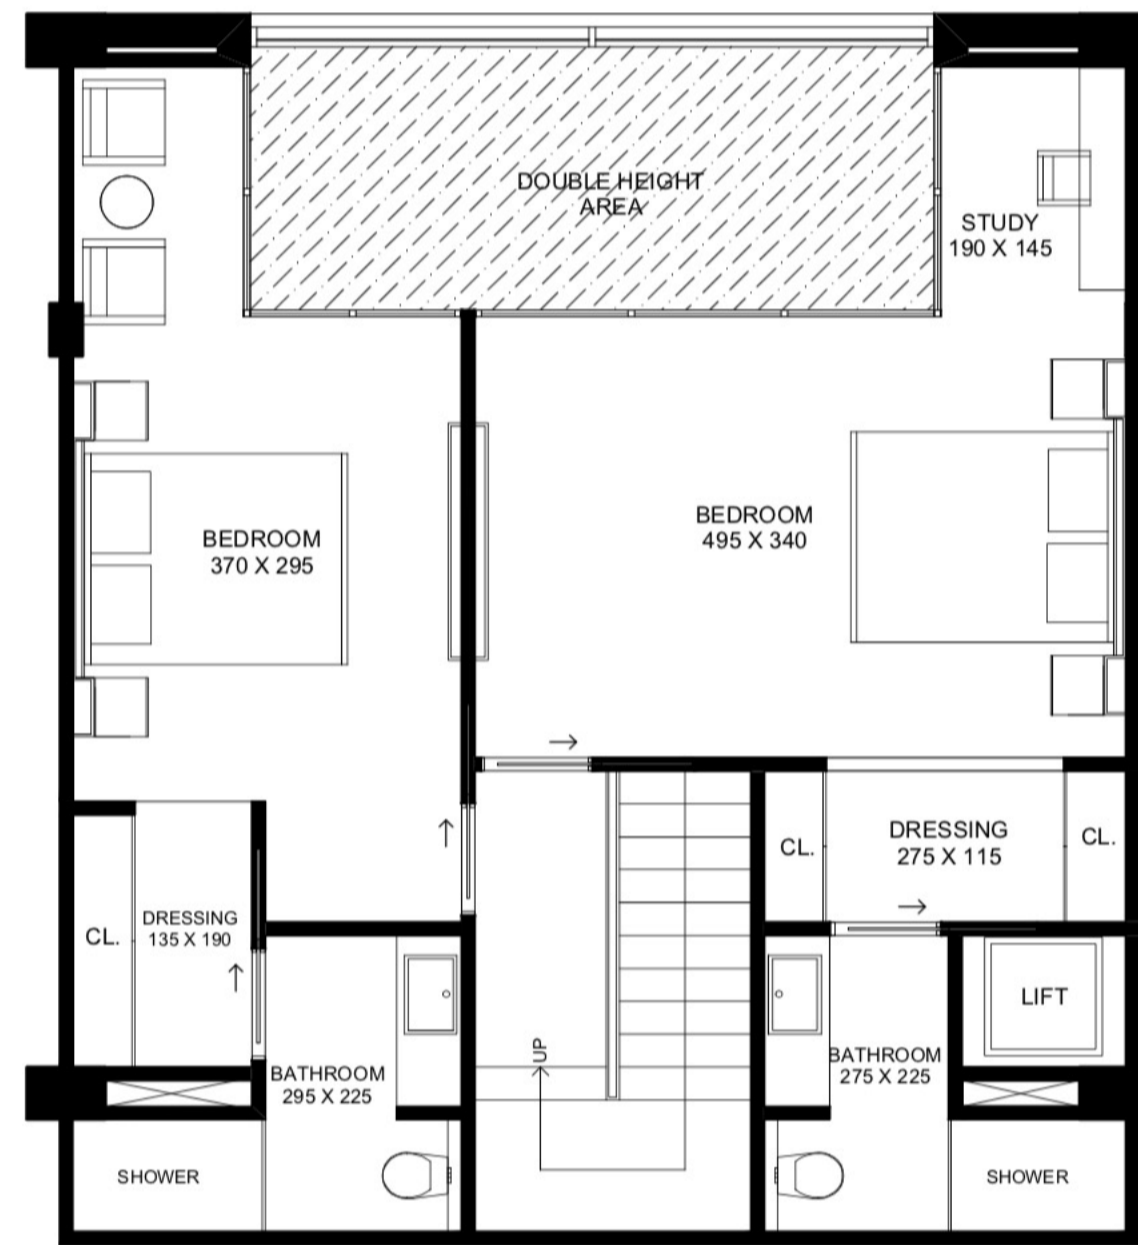 DOUBLE HEIGHT
AREA
STUDY
190 X 145
BEDROOM
370 X 295
BEDROOM
495 X 340
CL.
DRESSING
275 X 115
CL.
CL.
DRESSING
135 X 190
LIFT
UP
BATHROOM
295 X 225
BATHROOM
275 X 225
SHOWER
SHOWER